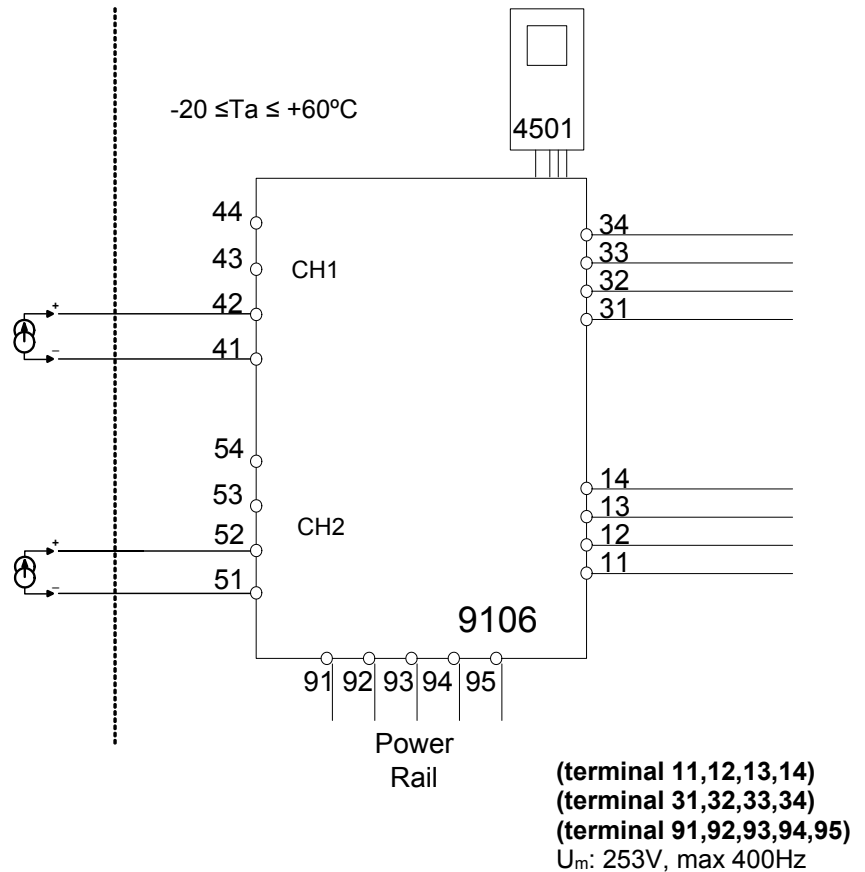 -20 ≤Ta ≤ +60ºC
4501
44
43
CH1
42
+
41
−
34
33
32
31
54
53
CH2
52
+
51
−
14
13
12
11
9106
91 92 93 94 95
Power
Rail
(terminal 11,12,13,14)
(terminal 31,32,33,34)
(terminal 91,92,93,94,95)
Um: 253V, max 400Hz